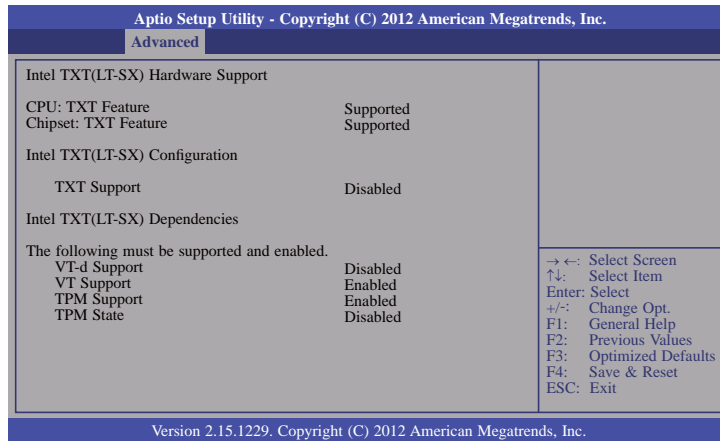 Aptio Setup Utility - Copyright (C) 2012 American Megatrends, Inc.
Advanced
Intel TXT(LT-SX) Hardware Support
CPU: TXT Feature Supported
Chipset: TXT Feature Supported
Intel TXT(LT-SX) Configuration
TXT Support Disabled
Intel TXT(LT-SX) Dependencies
The following must be supported and enabled.
VT-d Support Disabled
VT Support Enabled
TPM Support Enabled
TPM State Disabled
→ ←: Select Screen
↑↓: Select Item
Enter: Select
+/-: Change Opt.
F1: General Help
F2: Previous Values
F3: Optimized Defaults
F4: Save & Reset
ESC: Exit
Version 2.15.1229. Copyright (C) 2012 American Megatrends, Inc.